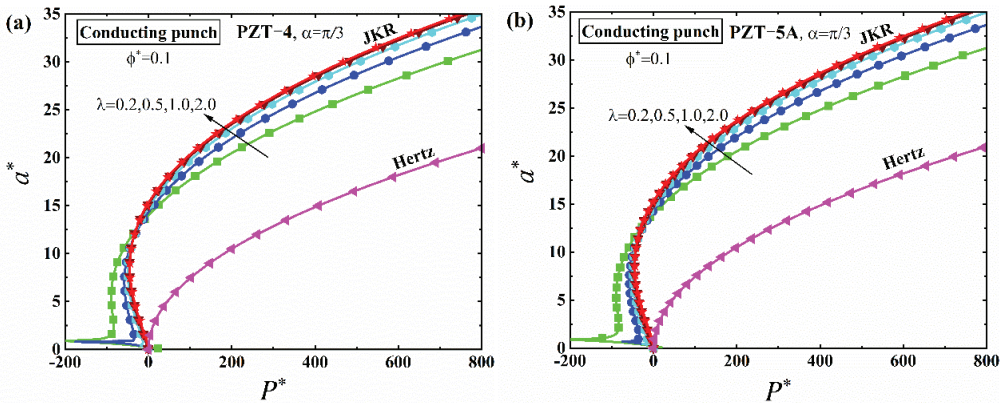 (a)
Conducting punch
PZT−4, α=π/3
JKR
ϕ*=0.1
λ=0.2,0.5,1.0,2.0
Hertz
a*
35
30
25
20
15
10
5
0
-200 0 200 400 600 800
P*
(b)
Conducting punch
PZT−5A, α=π/3
JKR
ϕ*=0.1
λ=0.2,0.5,1.0,2.0
Hertz
a*
35
30
25
20
15
10
5
0
-200 0 200 400 600 800
P*